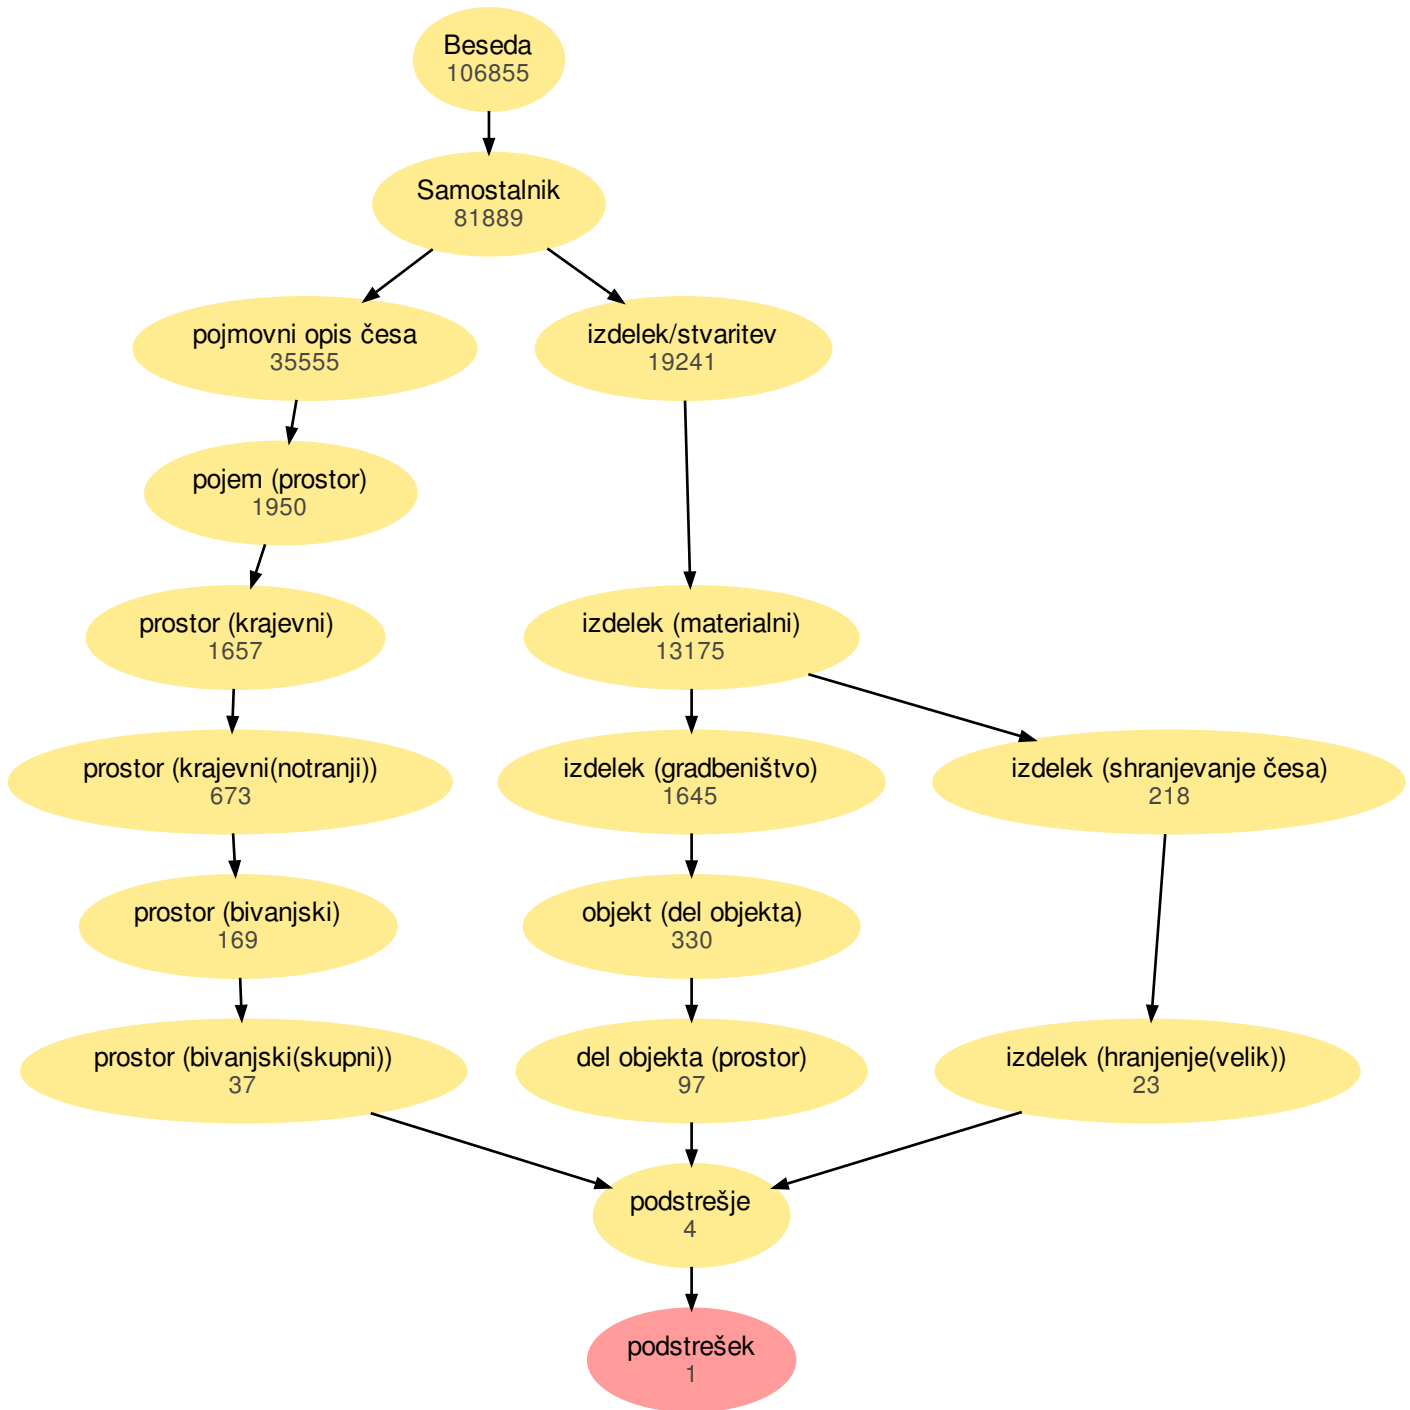 Beseda
106855
Samostalnik
81889
pojmovni opis česa
35555
izdelek/stvaritev
19241
pojem (prostor)
1950
prostor (krajevni)
1657
izdelek (materialni)
13175
prostor (krajevni(notranji))
673
izdelek (gradbeništvo)
1645
izdelek (shranjevanje česa)
218
prostor (bivanjski)
169
objekt (del objekta)
330
prostor (bivanjski(skupni))
37
del objekta (prostor)
97
izdelek (hranjenje(velik))
23
podstrešje
4
podstrešek
1